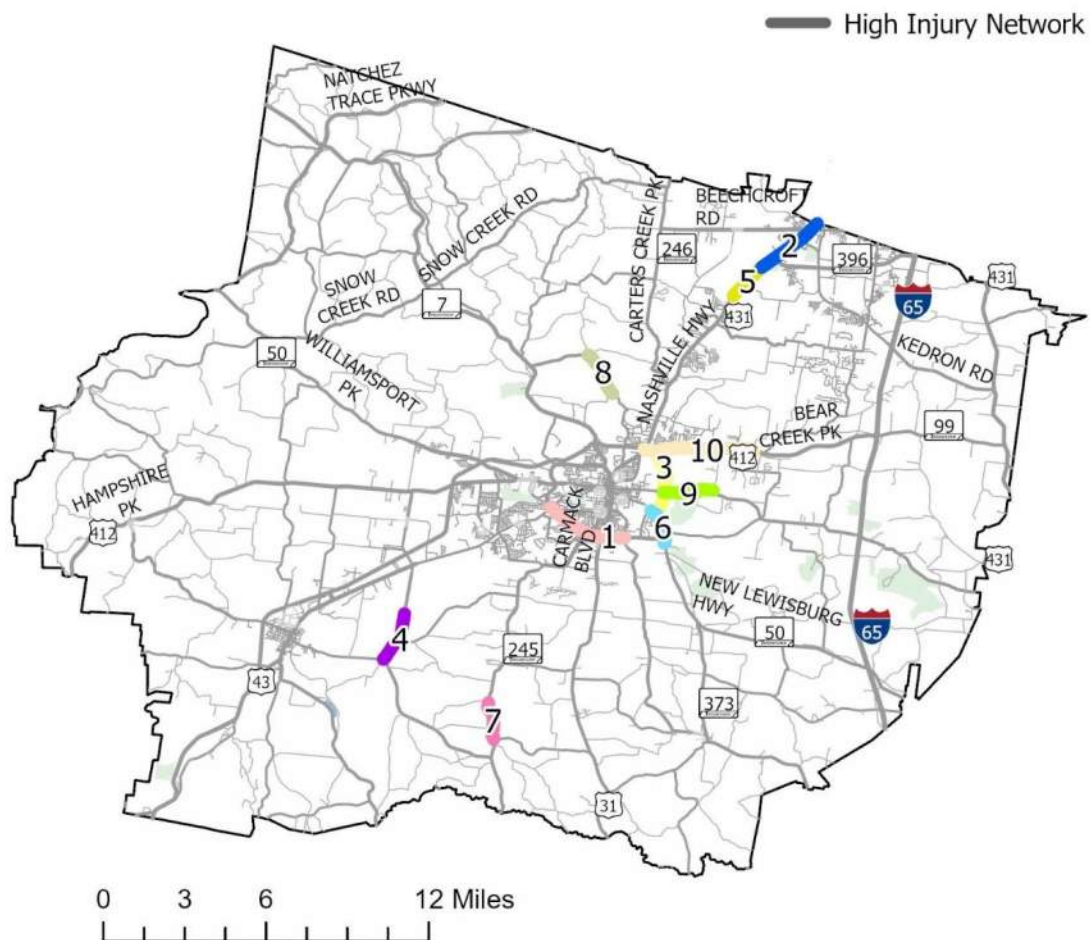 High Injury Network
NATCHEZ
TRACE PKWY
SNOW CREEK RD
CARTERS CREEK PK
BEECHCROFT
RD
246
2
396
431
5
431
65
SNOW
CREEK RD
7
NASHVILLE HWY
KEDRON RD
50
WILLIAMSPORT
PK
8
BEAR
CREEK PK
99
10
412
3
9
HAMPSHIRE
PK
412
CARMACK
BLVD
1
6
431
NEW LEWISBURG
HWY
50
65
4
245
43
373
7
31
0
3
6
12 Miles